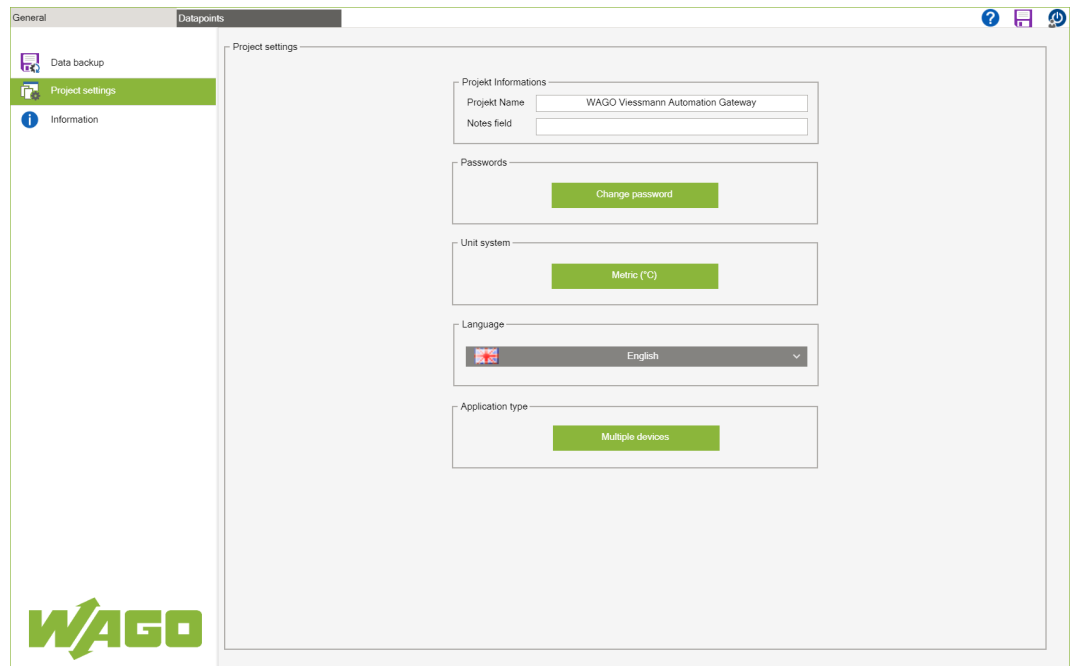 General
Datapoints
Data backup
Project settings
Information
Project settings
Projekt Informations
Projekt Name
WAGO Viessmann Automation Gateway
Notes field
Passwords
Change password
Unit system
Metric (°C)
Language
English
Application type
Multiple devices
WAGO